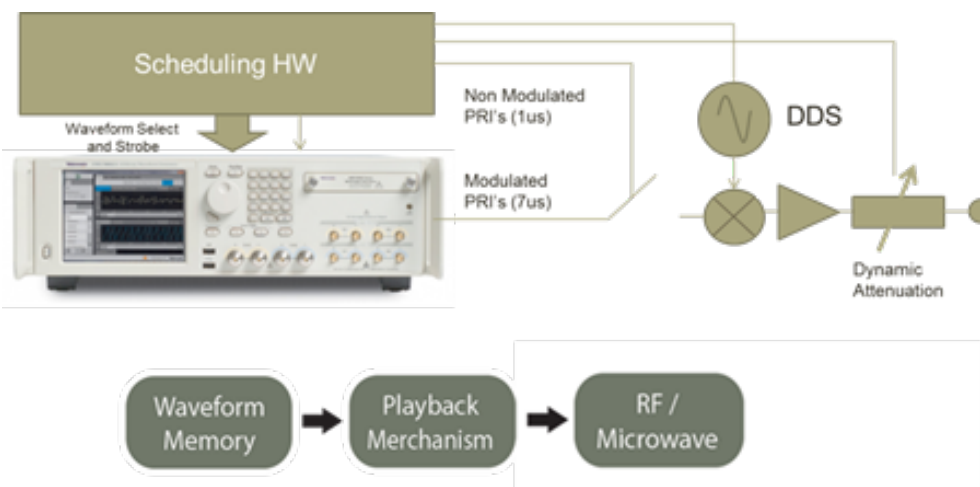 Scheduling HW
Waveform Select
and Strobe
Non Modulated
PRI's (1us)
Modulated
PRI's (7us)
DDS
Dynamic
Attenuation
Waveform
Memory
Playback
Merchanism
RF /
Microwave